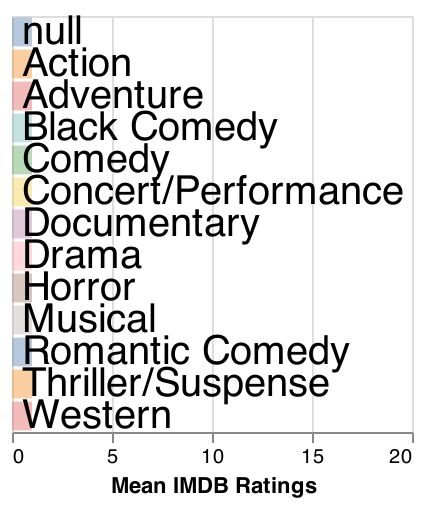 null
Action
Adventure
Black Comedy
Comedy
Concert/Performance
Documentary
Drama
Horror
Musical
Romantic Comedy
Thriller/Suspense
Western
0 5 10 15 20
Mean IMDB Ratings